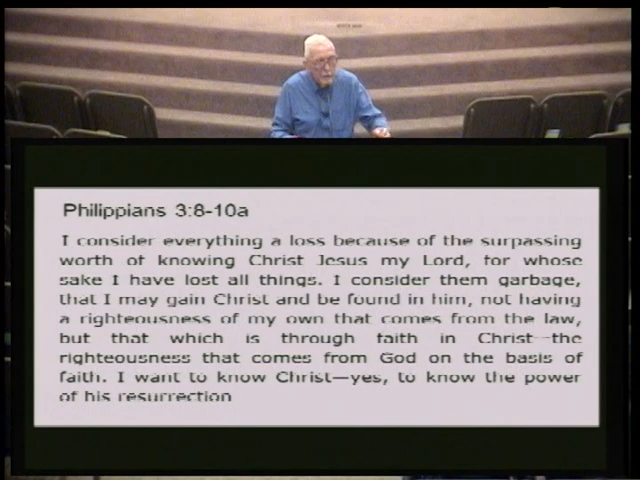 Philippians 3:8-10a
I consider everything a loss because of the surpassing
worth of knowing Christ Jesus my Lord, for whose
sake I have lost all things. I consider them garbage,
that I may gain Christ and be found in him, not having
a righteousness of my own that comes from the law,
but that which is through faith in Christ—the
righteousness that comes from God on the basis of
faith. I want to know Christ—yes, to know the power
of his resurrection